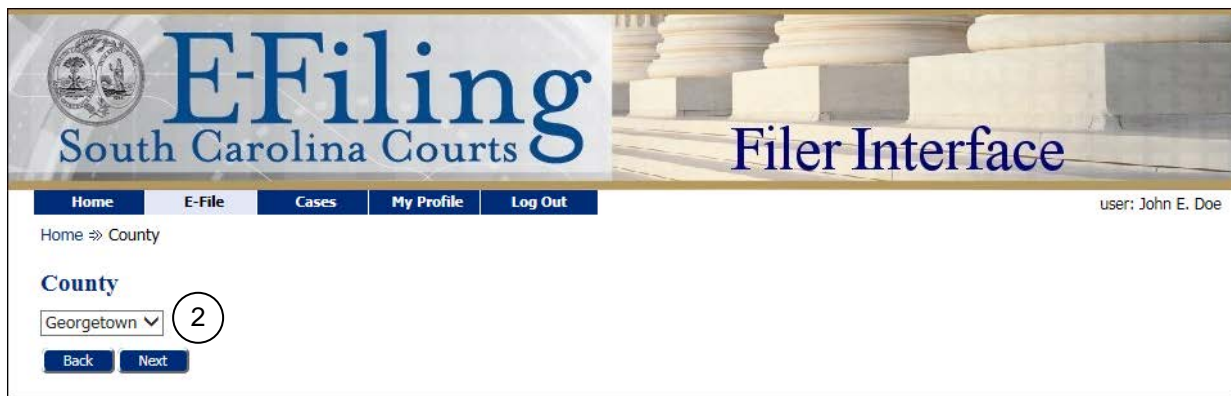 E-Filing
South Carolina Courts
Filer Interface
Home E-File Cases My Profile Log Out user: John E. Doe
Home ⇨ County
County
Georgetown 2
Back Next